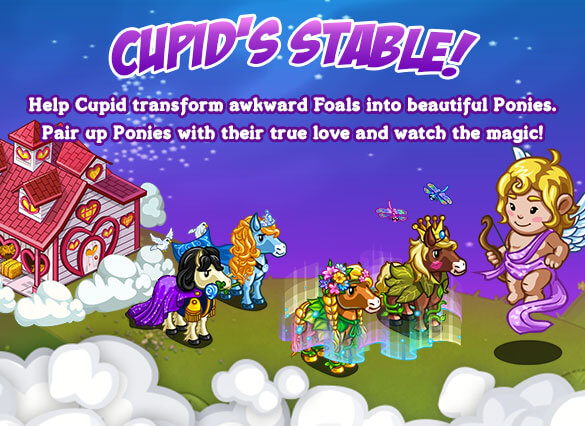 CUPID'S STABLE!
Help Cupid transform awkward Foals into beautiful Ponies.
Pair up Ponies with their true love and watch the magic!